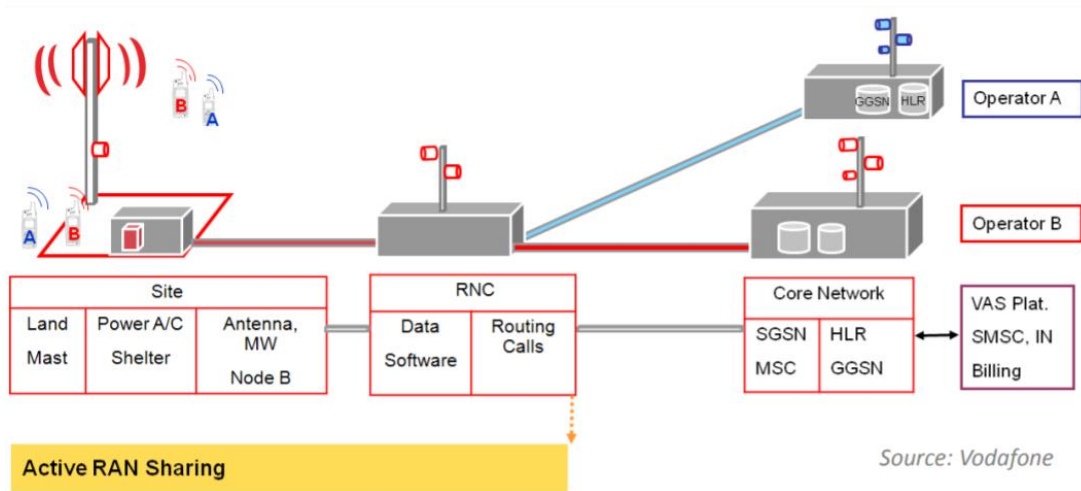 B
A
GGSN HLR
Operator A
A
B
Operator B
Site
Land
Mast
Power A/C
Shelter
Antenna,
MW
Node B
RNC
Data
Software
Routing
Calls
Core Network
SGSN
MSC
HLR
GGSN
VAS Plat.
SMSC, IN
Billing
Active RAN Sharing
Source: Vodafone